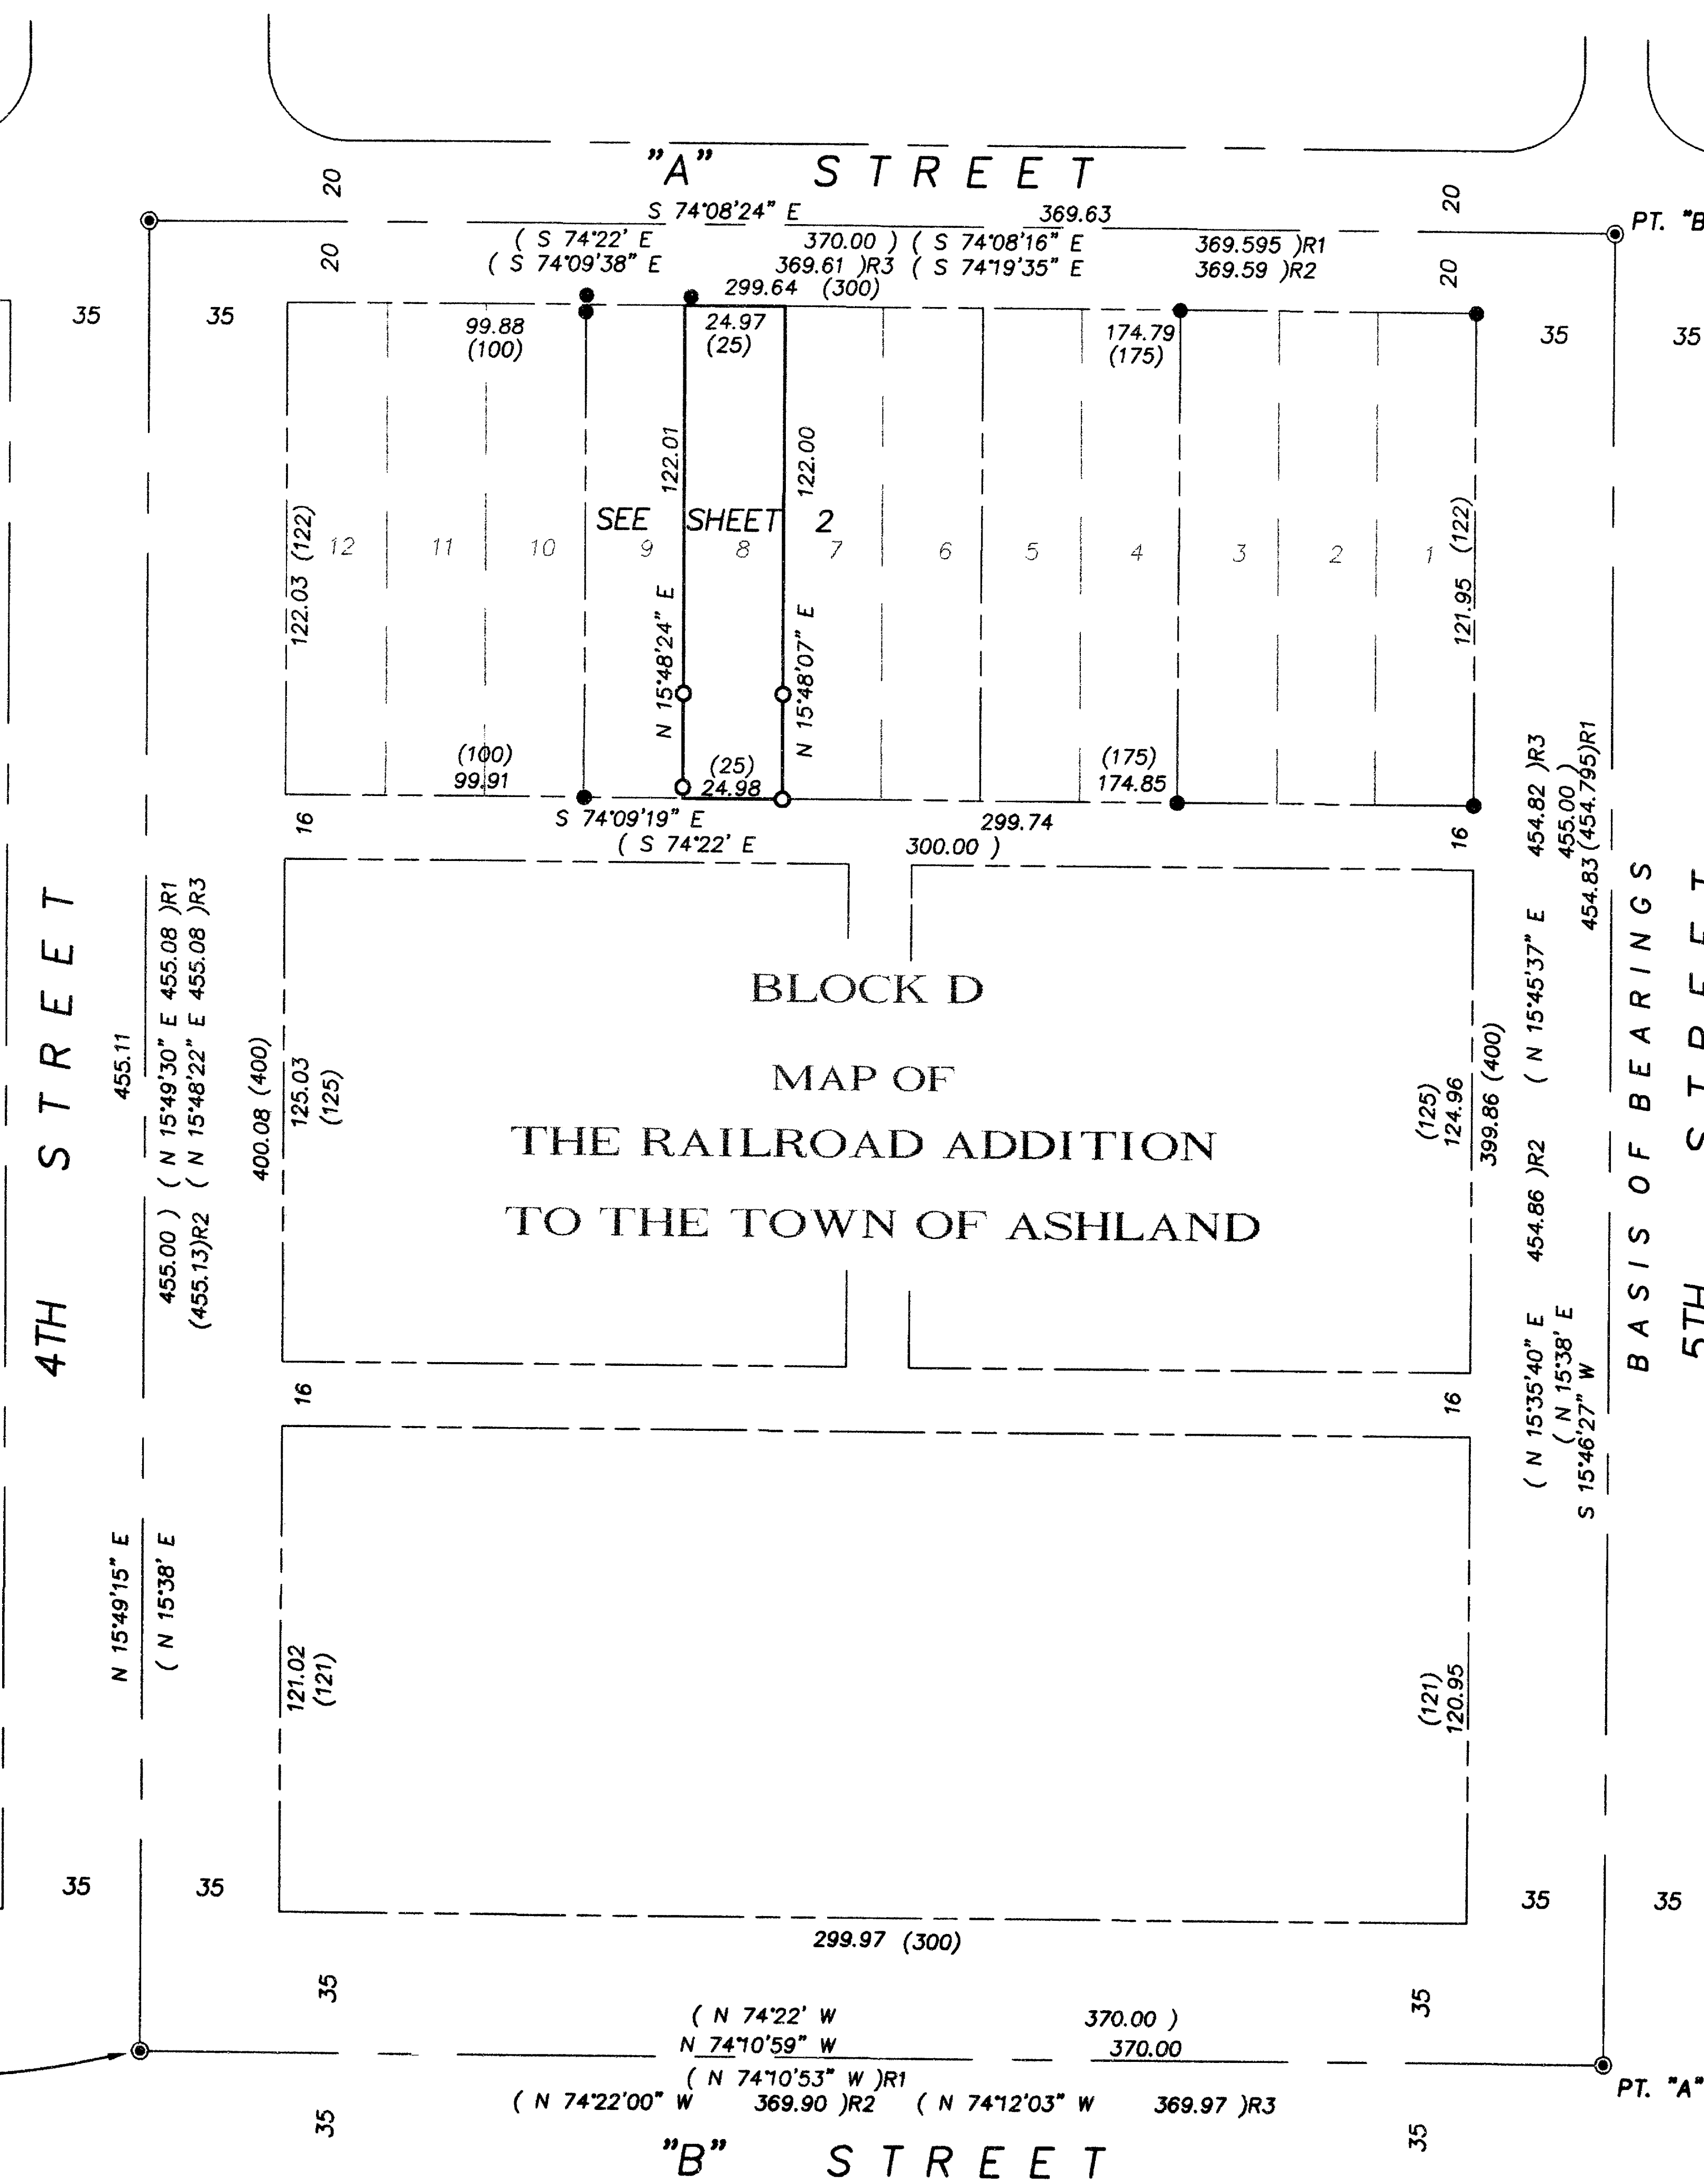 "A" STREET
20
20
S 74°08'24" E 369.63
PT. "B
( S 74°22' E 370.00 ) ( S 74°08'16" E 369.595 )R1
( S 74°09'38" E 369.61 )R3 ( S 74°19'35" E 369.59 )R2
20
20
299.64 (300)
35
35
35
35
99.88
(100)
24.97
(25)
174.79
(175)
122.01
122.00
SEE SHEET 2
12
11
10
9
8
7
6
5
4
3
2
1
122.03 (122)
121.95 (122)
N 15°48'24" E
N 15°48'07" E
(100)
99.91
(25)
24.98
(175)
174.85
S 74°09'19" E 299.74
( S 74°22' E 300.00 )
16
16
4TH STREET
455.11
N 15°49'15" E
455.00 ) ( N 15°49'30" E 455.08 )R1
(455.13)R2 ( N 15°48'22" E 455.08 )R3
( N 15°38' E
400.08 (400)
125.03
(125)
BLOCK D
MAP OF
THE RAILROAD ADDITION
TO THE TOWN OF ASHLAND
(125)
124.96
399.86 (400)
( N 15°35'40" E 454.86 )R2 ( N 15°45'37" E 454.82 )R3
( N 15°38' E 455.00 )
S 15°46'27" W 454.83 (454.795)R1
BASIS OF BEARINGS
5TH STREET
16
16
121.02
(121)
(121)
120.95
35
35
35
35
299.97 (300)
35
35
( N 74°22' W 370.00 )
N 74°10'59" W 370.00
( N 74°10'53" W )R1
( N 74°22'00" W 369.90 )R2 ( N 74°12'03" W 369.97 )R3
PT. "A"
35
35
"B" STREET